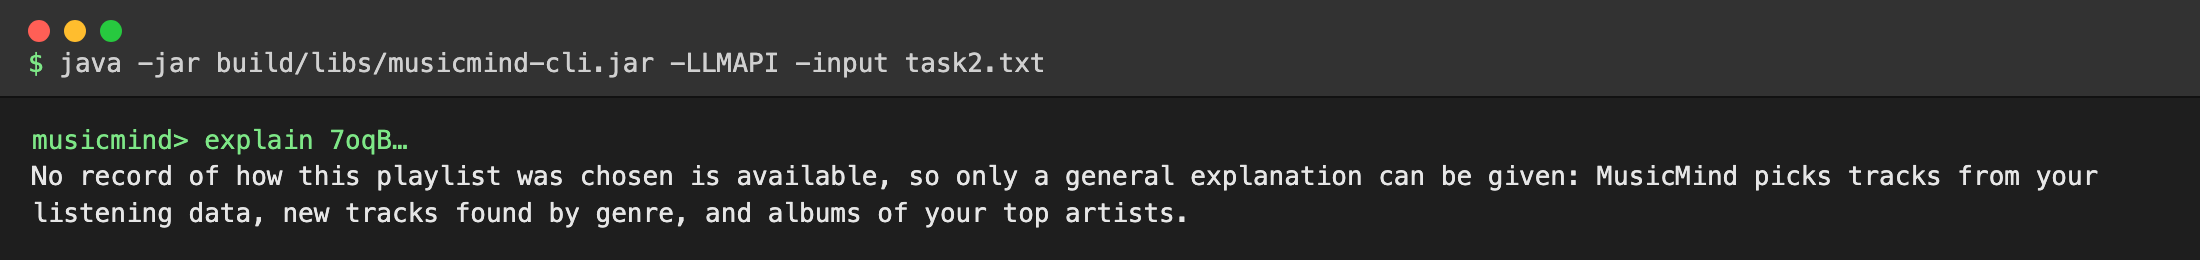 $ java -jar build/libs/musicmind-cli.jar -LLMAPI -input task2.txt
musicmind> explain 7oqB…
No record of how this playlist was chosen is available, so only a general explanation can be given: MusicMind picks tracks from your
listening data, new tracks found by genre, and albums of your top artists.